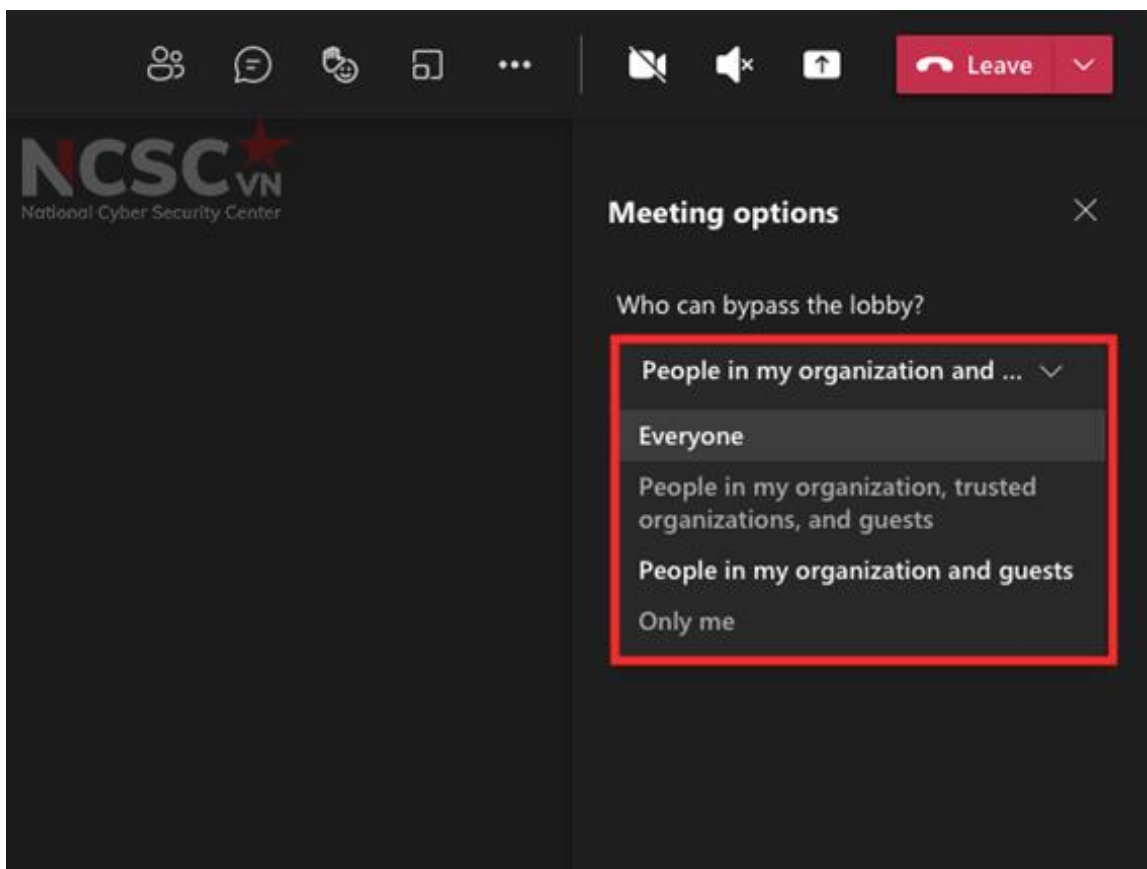 Leave
NCSC VN
National Cyber Security Center
Meeting options
Who can bypass the lobby?
People in my organization and ...
Everyone
People in my organization, trusted
organizations, and guests
People in my organization and guests
Only me